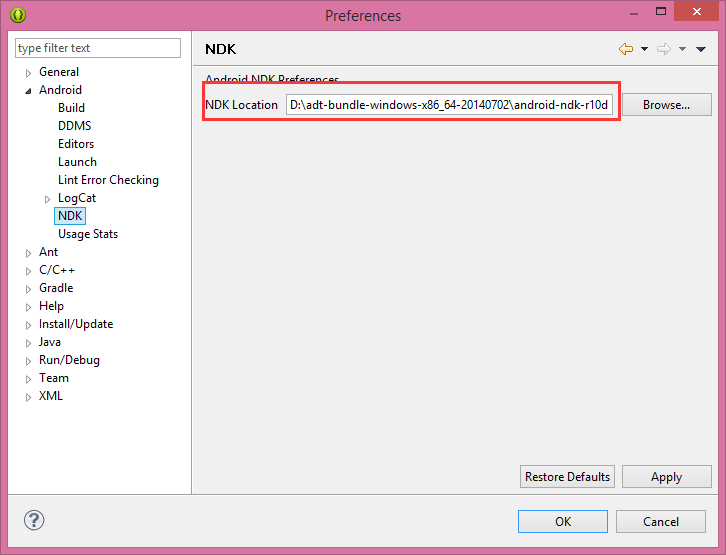 Preferences
type filter text
General
Android
Build
DDMS
Editors
Launch
Lint Error Checking
LogCat
NDK
Usage Stats
Ant
C/C++
Gradle
Help
Install/Update
Java
Run/Debug
Team
XML
NDK
Android NDK Preferences
NDK Location D:\adt-bundle-windows-x86_64-20140702\android-ndk-r10d Browse...
Restore Defaults Apply
? OK Cancel